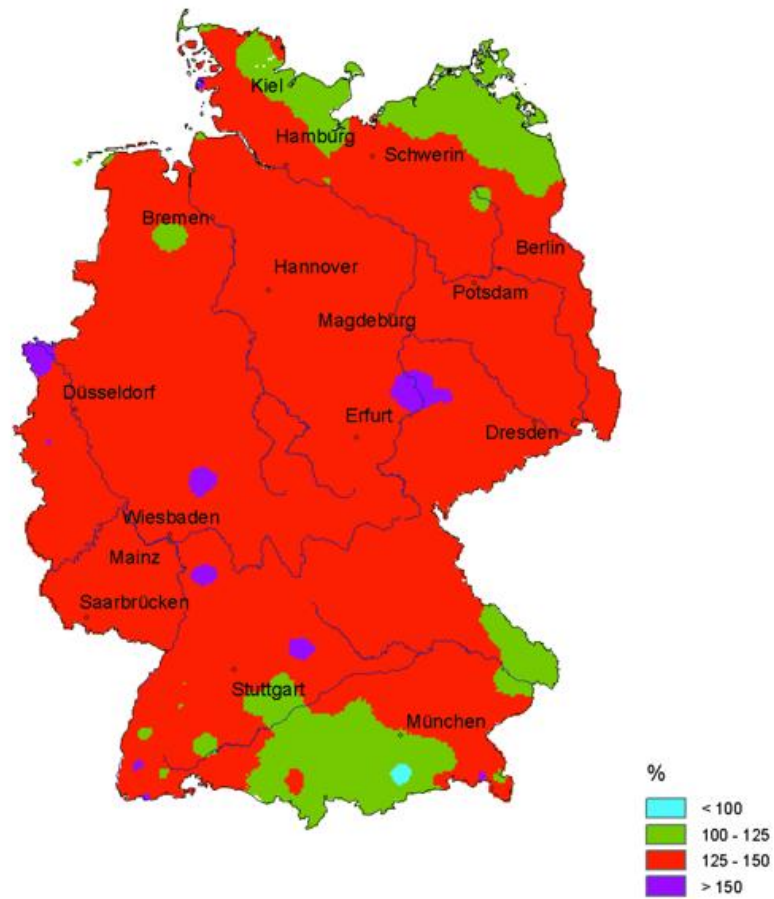 Kiel
Hamburg
Schwerin
Bremen
Berlin
Hannover
Potsdam
Magdeburg
Düsseldorf
Erfurt
Dresden
Wiesbaden
Mainz
Saarbrücken
Stuttgart
München
%
< 100
100 - 125
125 - 150
> 150